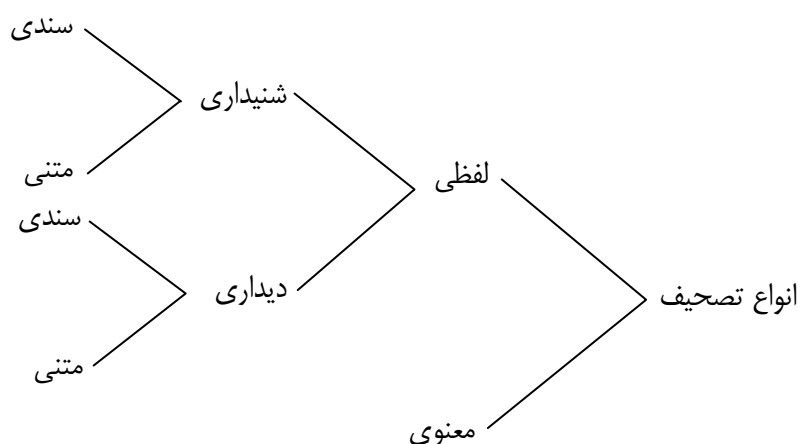 انواع تصحیف
لفظی
شنیداری
سندی
متنی
دیداری
سندی
متنی
معنوی